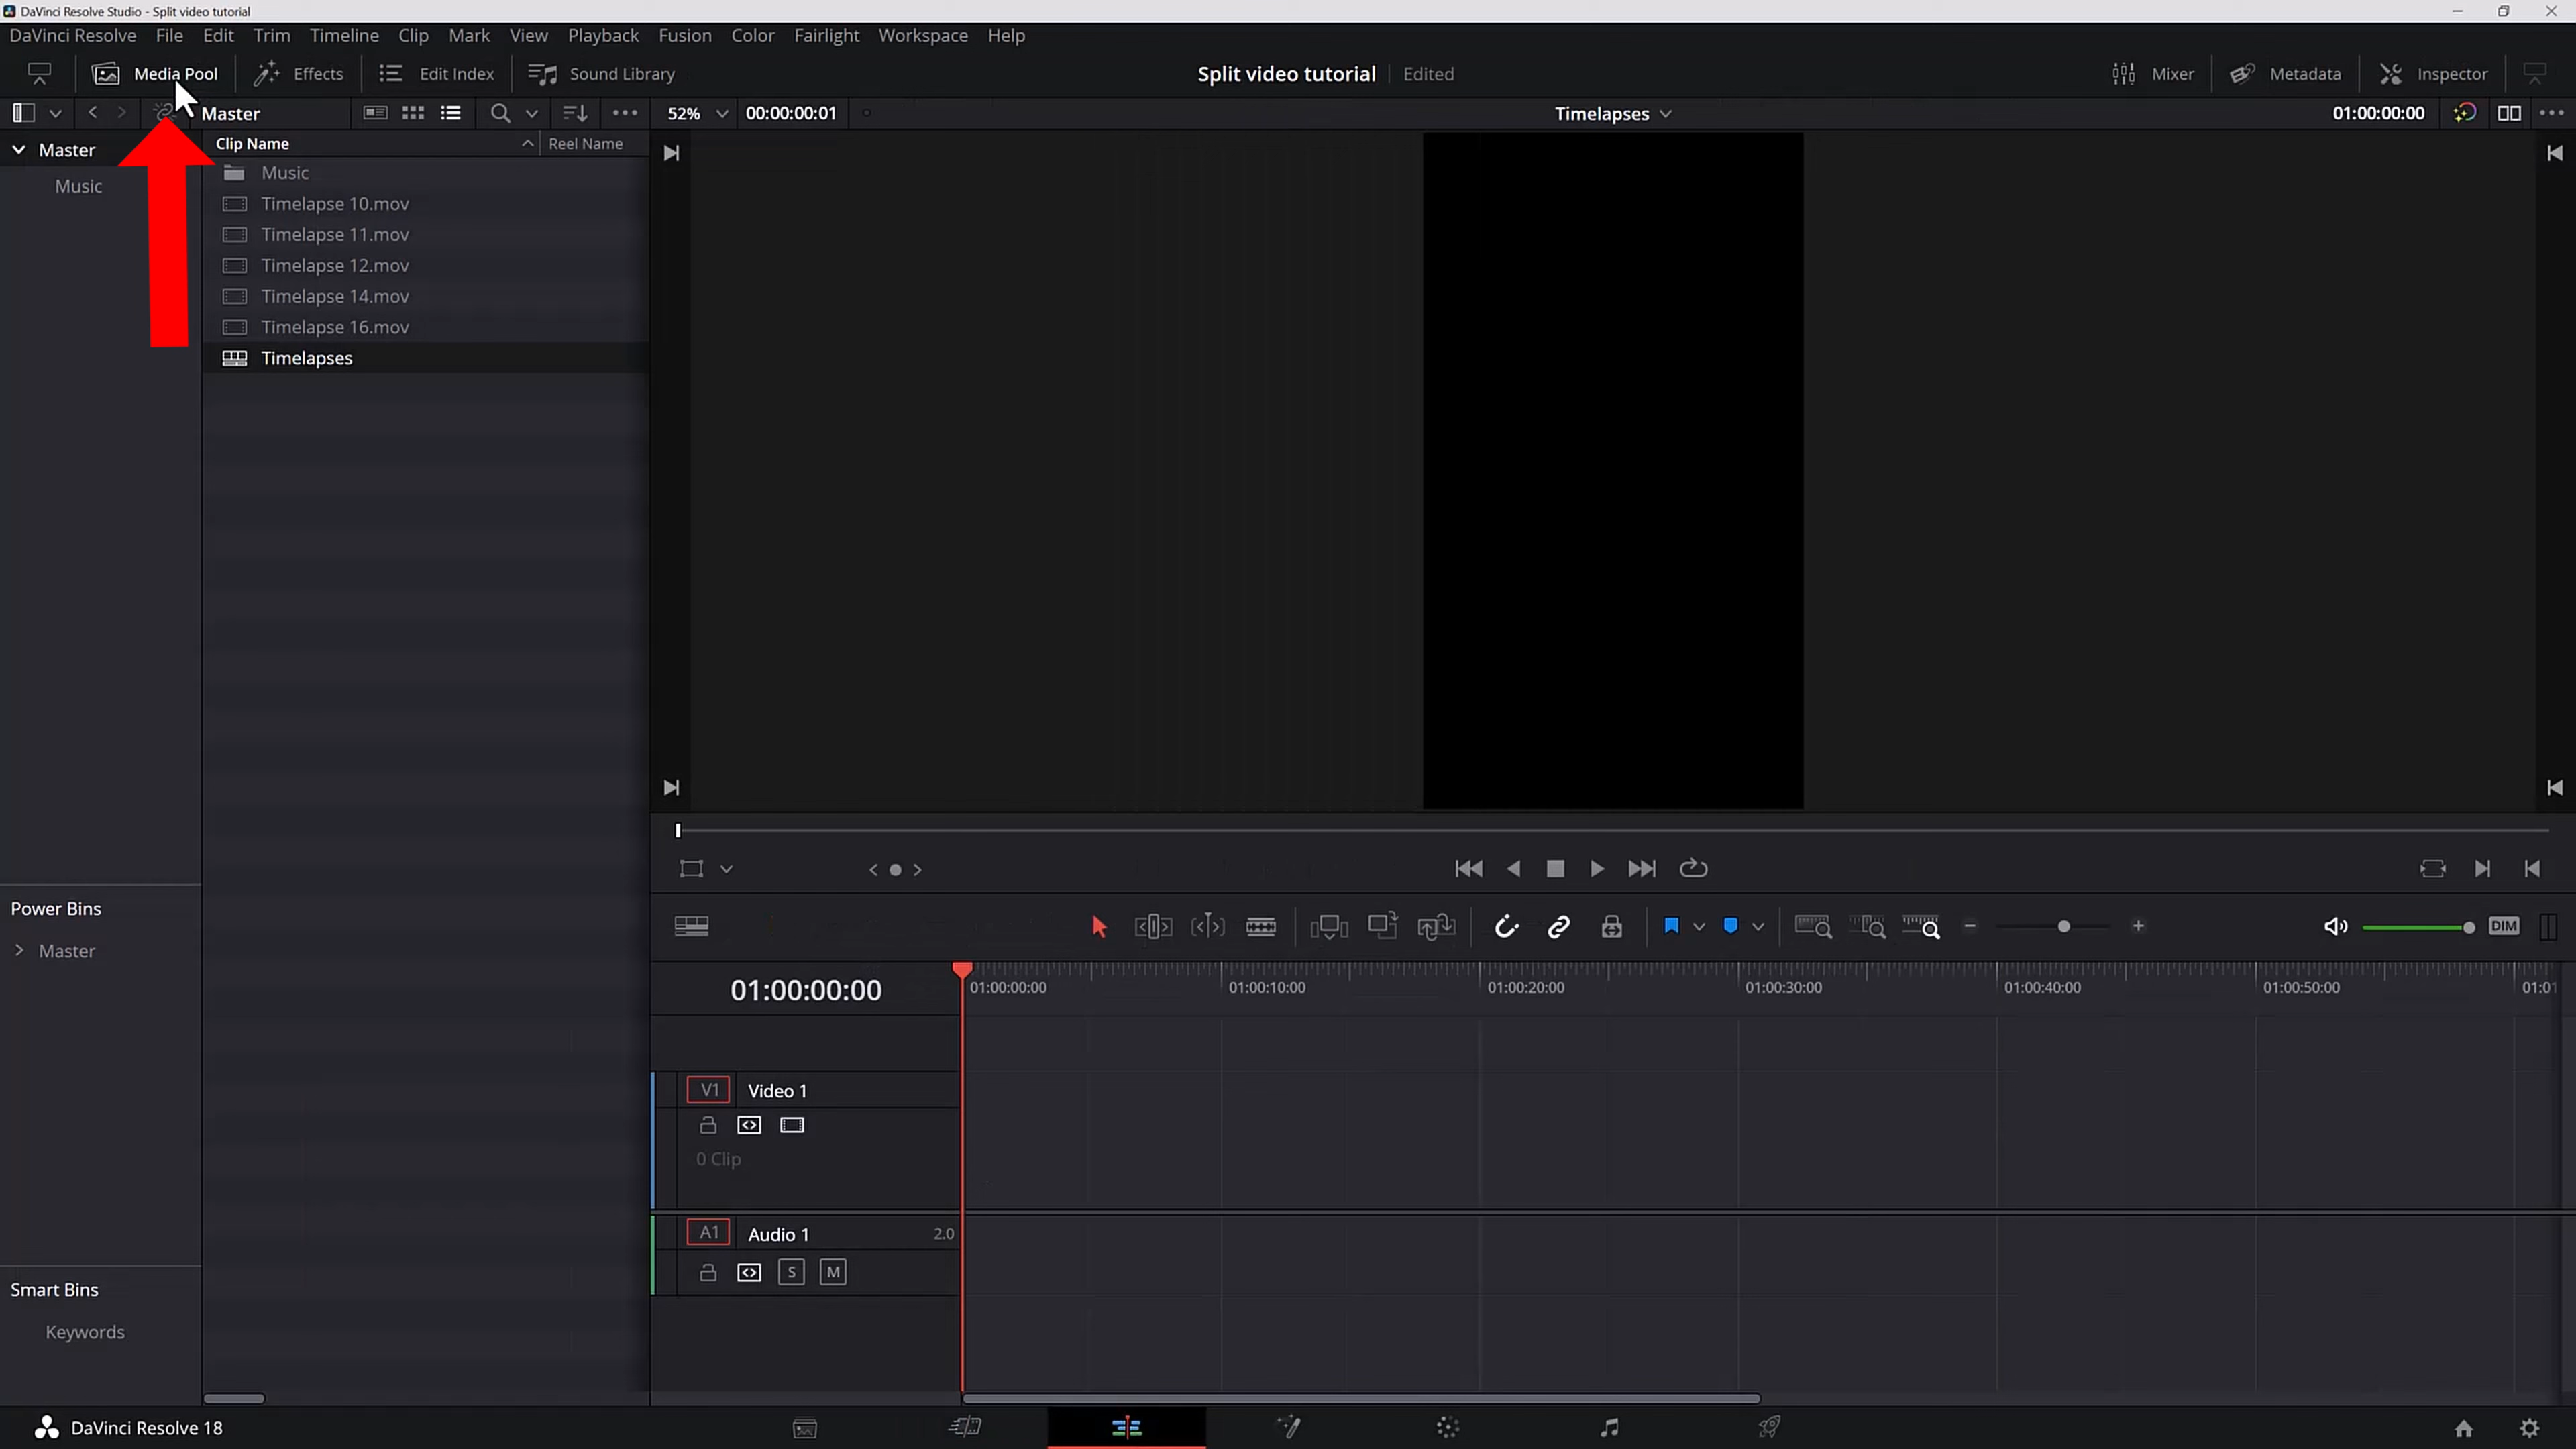 DaVinci Resolve Studio - Split video tutorial
DaVinci Resolve File Edit Trim Timeline Clip Mark View Playback Fusion Color Fairlight Workspace Help
Media Pool Effects Edit Index Sound Library Split video tutorial Edited Mixer Metadata Inspector
Master 52% 00:00:00:01 Timelapses 01:00:00:00
Master
Music
Clip Name Reel Name
Music
Timelapse 10.mov
Timelapse 11.mov
Timelapse 12.mov
Timelapse 14.mov
Timelapse 16.mov
Timelapses
Power Bins
Master
Smart Bins
Keywords
DIM
01:00:00:00
01:00:00:00 01:00:10:00 01:00:20:00 01:00:30:00 01:00:40:00 01:00:50:00 01:01
V1 Video 1
0 Clip
A1 Audio 1 2.0
S M
DaVinci Resolve 18